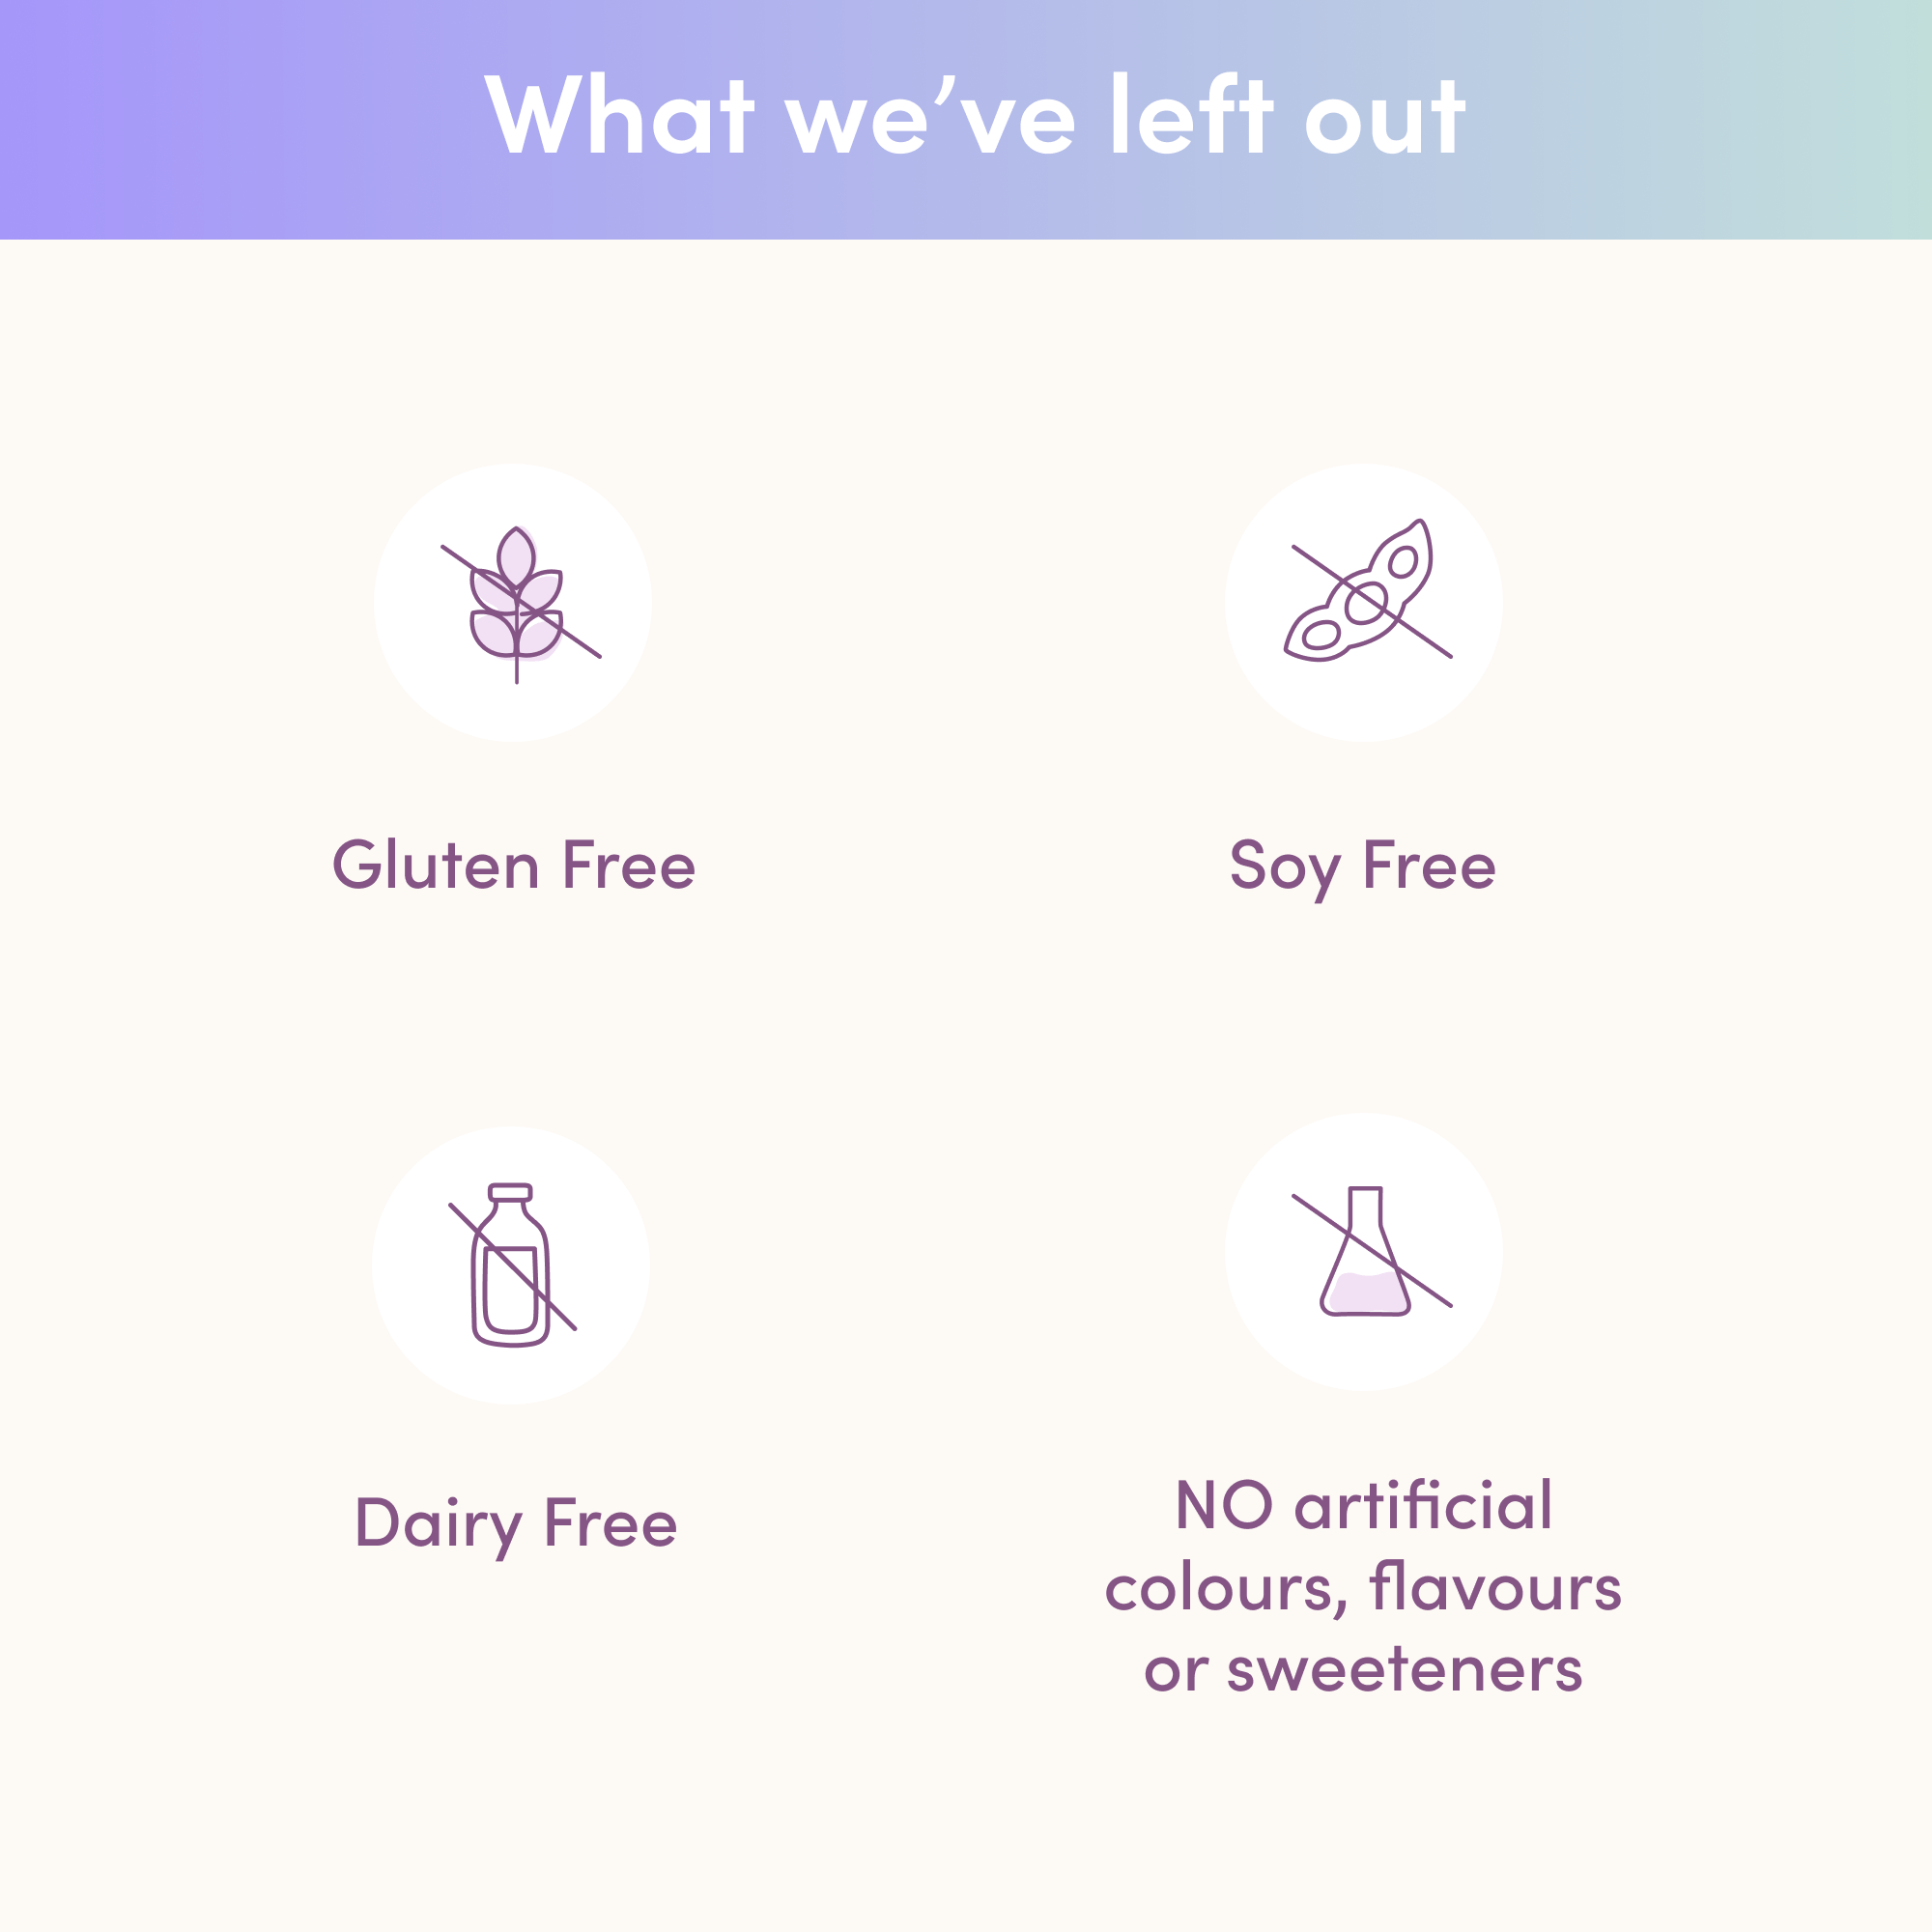 What we’ve left out
Gluten Free
Soy Free
Dairy Free
NO artificial
colours, flavours
or sweeteners